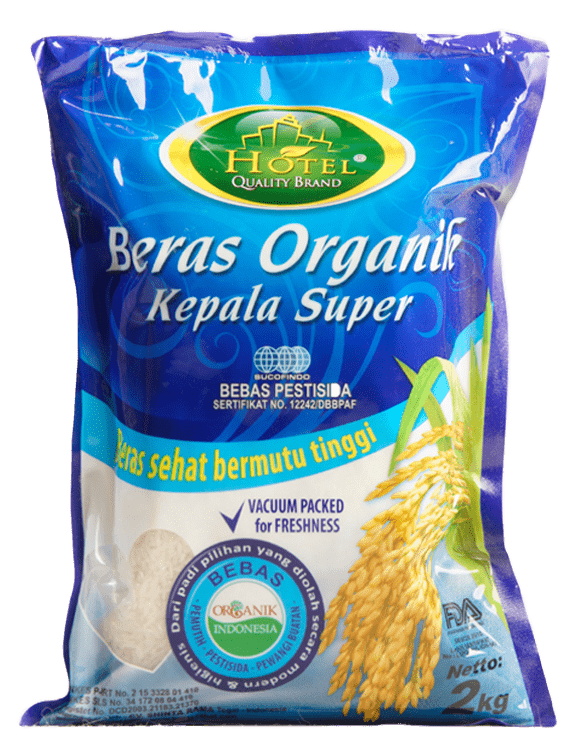 HOTEL ®
QUALITY BRAND
Beras Organik
Kepala Super
SUCOFINDO
BEBAS PESTISIDA
SERTIFIKAT NO. 12242/DBBPAF
Beras sehat bermutu tinggi
VACUUM PACKED
for FRESHNESS
Dari padi pilihan yang diolah secara modern & higienis
BEBAS
ORGANIK
INDONESIA
- PEMUTIH - PESTISIDA - PEWANGI BUATAN -
FDA
Netto:
2kg